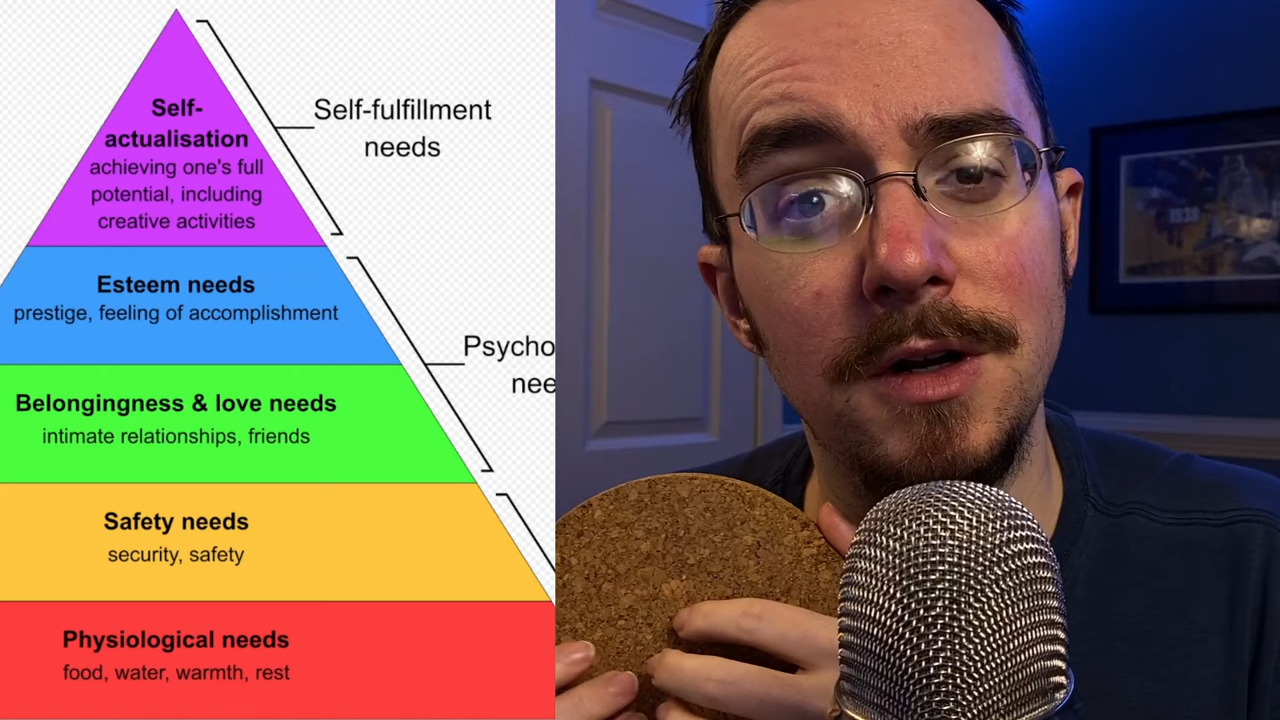 Self-
actualisation
achieving one's full
potential, including
creative activities
Self-fulfillment
needs
Esteem needs
prestige, feeling of accomplishment
Psycho
nee
Belongingness & love needs
intimate relationships, friends
Safety needs
security, safety
Physiological needs
food, water, warmth, rest
1930